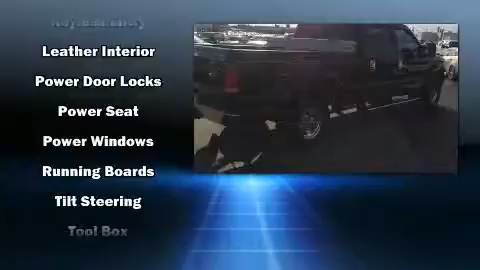 Leather Interior
Power Door Locks
Power Seat
Power Windows
Running Boards
Tilt Steering
Tool Box